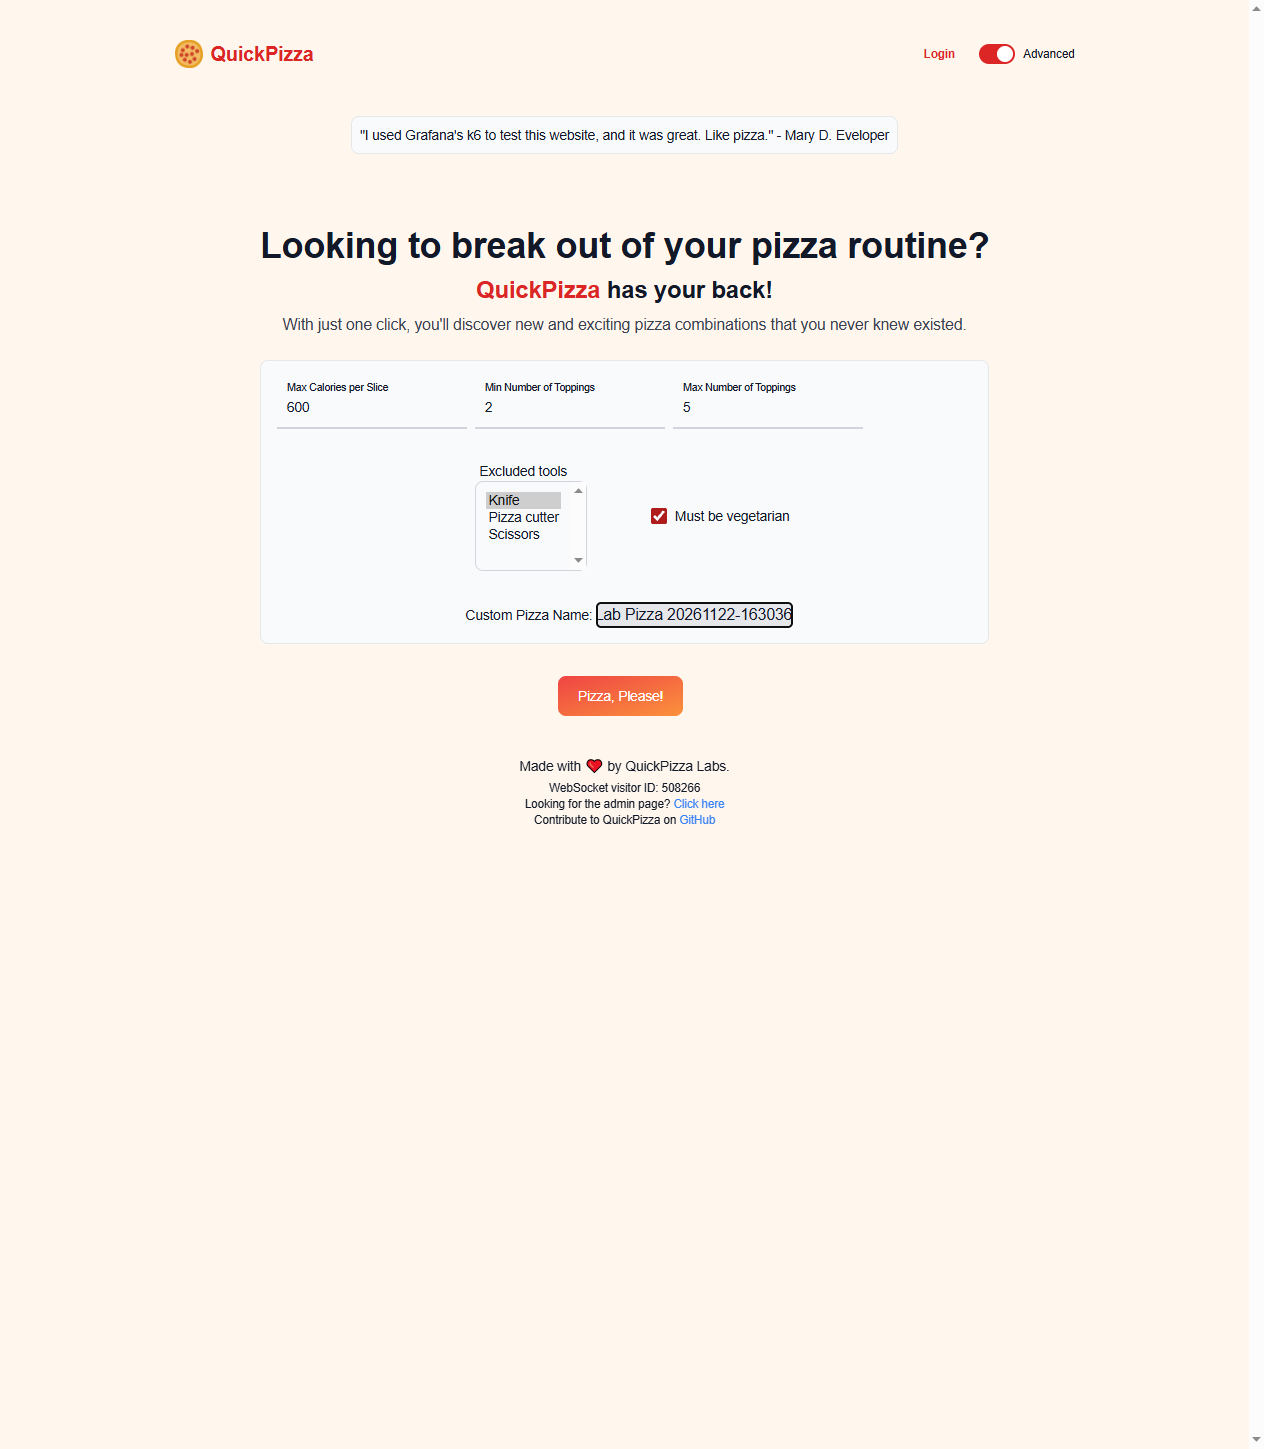 QuickPizza
Login
Advanced
"I used Grafana's k6 to test this website, and it was great. Like pizza." - Mary D. Eveloper
Looking to break out of your pizza routine?
QuickPizza has your back!
With just one click, you'll discover new and exciting pizza combinations that you never knew existed.
Max Calories per Slice
600
Min Number of Toppings
2
Max Number of Toppings
5
Excluded tools
Knife
Pizza cutter
Scissors
Must be vegetarian
Custom Pizza Name: Lab Pizza 20261122-163036
Pizza, Please!
Made with by QuickPizza Labs.
WebSocket visitor ID: 508266
Looking for the admin page? Click here
Contribute to QuickPizza on GitHub